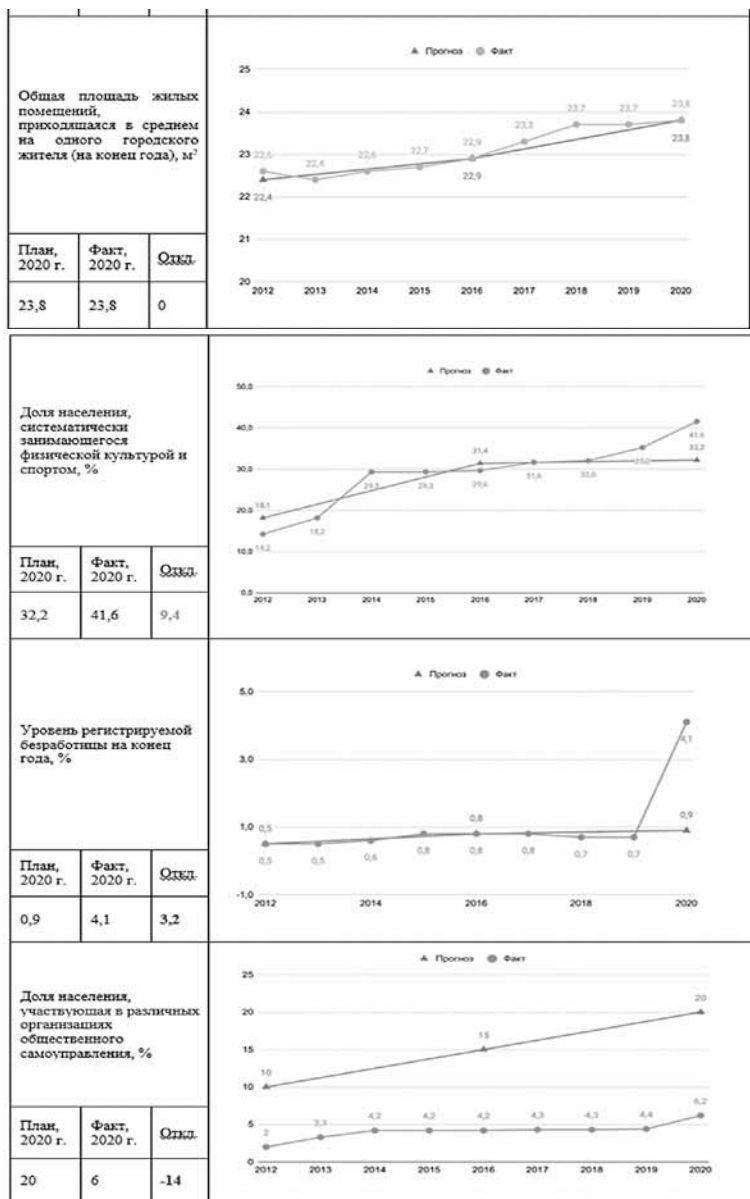 Общая площадь жилых
помещений,
приходящаяся в среднем
на одного городского
жителя (на конец года), м²
План, 2020 г.
Факт, 2020 г.
Откл.
23,8
23,8
0
Прогноз
Факт
25
24
23
22
21
20
22,6
22,4
22,6
22,7
22,9
23,3
23,7
23,7
23,8
22,4
22,9
23,8
2012
2013
2014
2015
2016
2017
2018
2019
2020
Доля населения,
систематически
занимающегося
физической культурой и
спортом, %
План, 2020 г.
Факт, 2020 г.
Откл.
32,2
41,6
9,4
Прогноз
Факт
50,0
40,0
30,0
20,0
10,0
0,0
18,1
31,4
41,6
32,2
14,2
18,2
29,3
29,3
29,6
31,6
32,0
2012
2013
2014
2015
2016
2017
2018
2019
2020
Уровень регистрируемой
безработицы на конец
года, %
План, 2020 г.
Факт, 2020 г.
Откл.
0,9
4,1
3,2
Прогноз
Факт
5,0
3,0
1,0
-1,0
0,5
0,8
0,9
4,1
0,5
0,5
0,6
0,8
0,8
0,8
0,7
0,7
2012
2014
2016
2018
2020
Доля населения,
участвующая в различных
организациях
общественного
самоуправления, %
План, 2020 г.
Факт, 2020 г.
Откл.
20
6
-14
Прогноз
Факт
25
20
15
10
5
0
10
15
20
2
3,3
4,2
4,2
4,2
4,3
4,3
4,4
6,2
2012
2013
2014
2015
2016
2017
2018
2019
2020